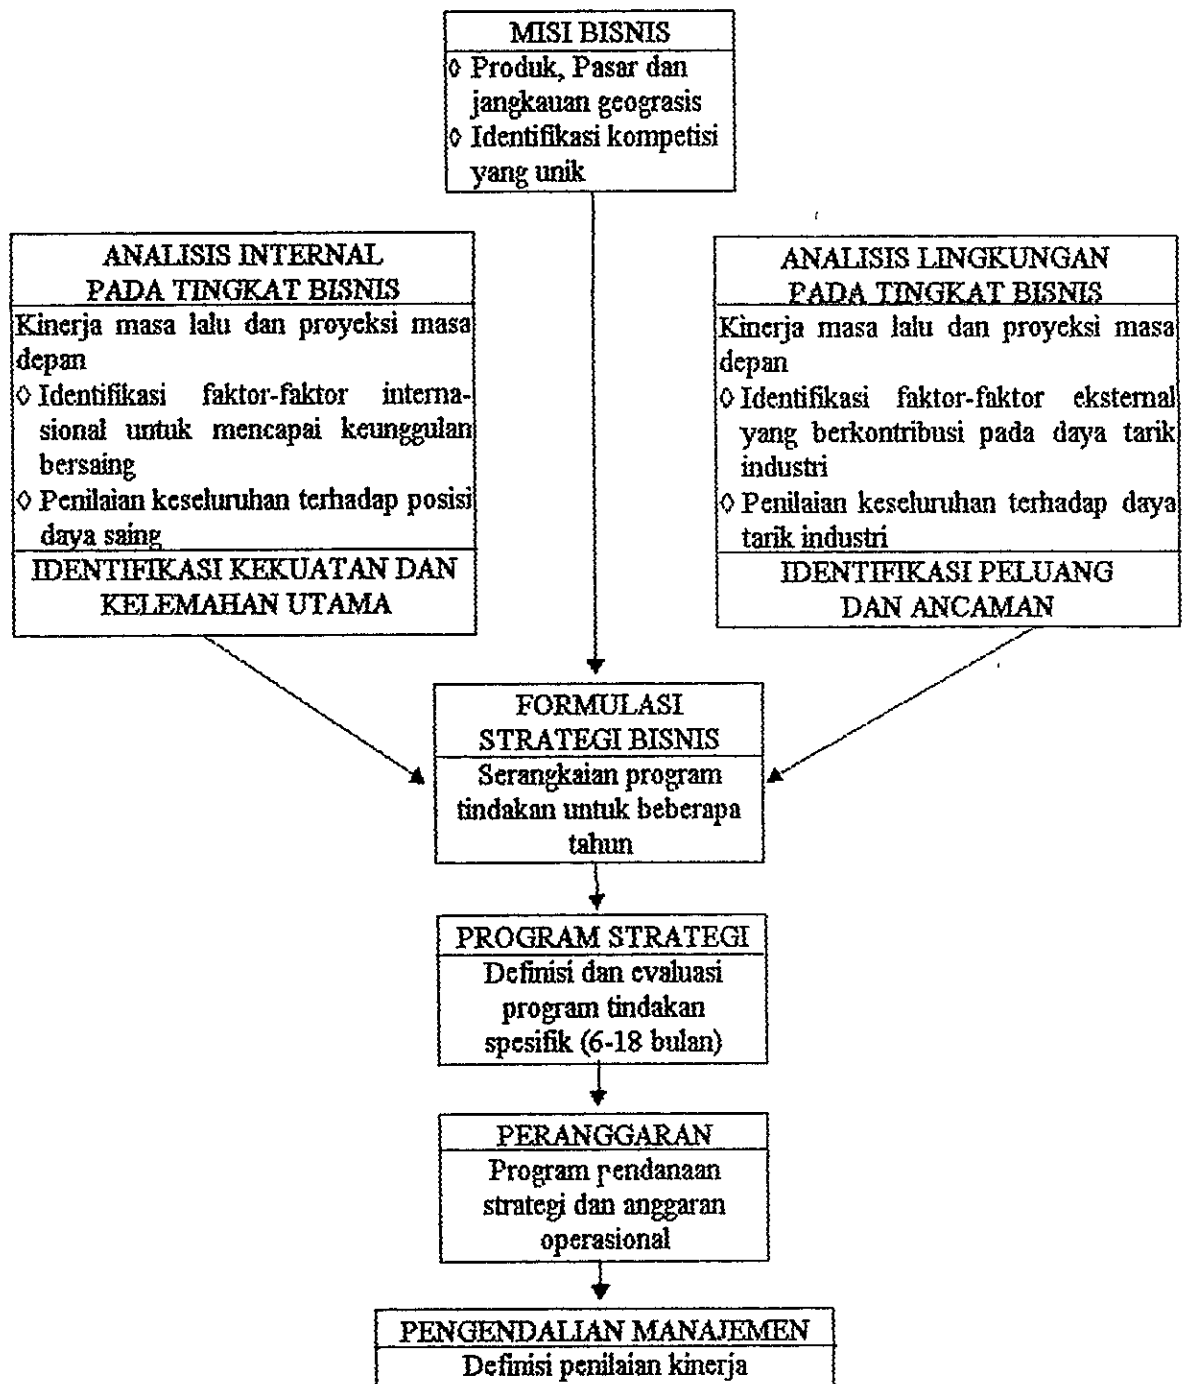 MISI BISNIS
◊ Produk, Pasar dan
jangkauan geograsis
◊ Identifikasi kompetisi
yang unik
ANALISIS INTERNAL
PADA TINGKAT BISNIS
Kinerja masa lalu dan proyeksi masa
depan
◊ Identifikasi faktor-faktor interna-
sional untuk mencapai keunggulan
bersaing
◊ Penilaian keseluruhan terhadap posisi
daya saing
IDENTIFIKASI KEKUATAN DAN
KELEMAHAN UTAMA
ANALISIS LINGKUNGAN
PADA TINGKAT BISNIS
Kinerja masa lalu dan proyeksi masa
depan
◊ Identifikasi faktor-faktor eksternal
yang berkontribusi pada daya tarik
industri
◊ Penilaian keseluruhan terhadap daya
tarik industri
IDENTIFIKASI PELUANG
DAN ANCAMAN
FORMULASI
STRATEGI BISNIS
Serangkaian program
tindakan untuk beberapa
tahun
PROGRAM STRATEGI
Definisi dan evaluasi
program tindakan
spesifik (6-18 bulan)
PERANGGARAN
Program pendanaan
strategi dan anggaran
operasional
PENGENDALIAN MANAJEMEN
Definisi penilaian kinerja